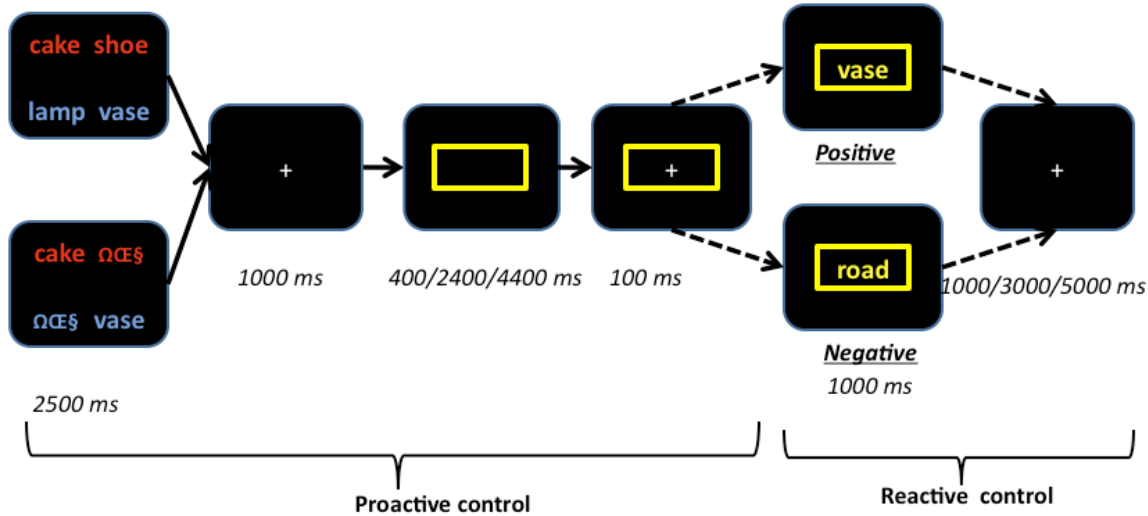 cake shoe
lamp vase
cake ΩŒ§
ΩŒ§ vase
2500 ms
+
1000 ms
400/2400/4400 ms
+
100 ms
vase
Positive
road
Negative
1000 ms
+
1000/3000/5000 ms
Proactive control
Reactive control